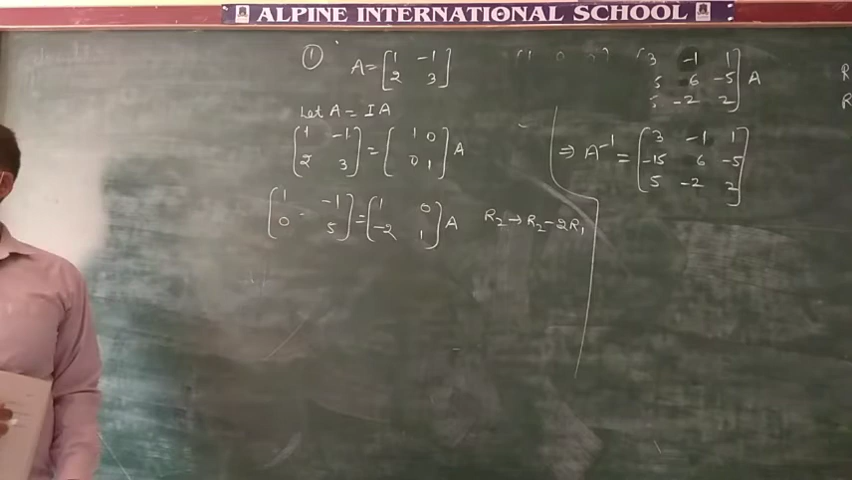 ALPINE INTERNATIONAL SCHOOL
① A = [1 -1
2 3]
Let A = IA
[1 -1
2 3] = [1 0
0 1] A
[1 -1
0 5] = [1 0
-2 1] A R₂ → R₂ - 2R₁
3 -1 1
5 6 -5] A
5 -2 2
⇒ A⁻¹ = [3 -1 1
-15 6 -5
5 -2 2]
R
R